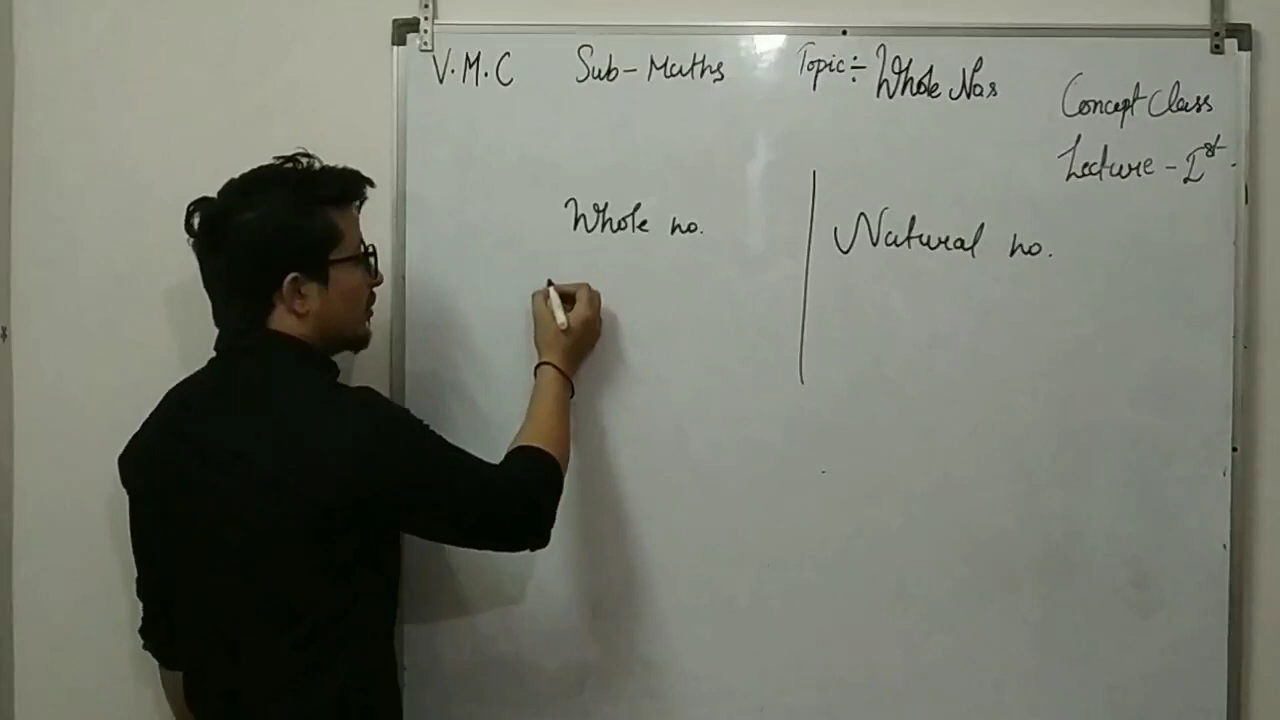 V.M.C Sub-Maths Topic÷ Whole Nos
Concept Class
Lecture - Ist.
Whole no.
Natural no.